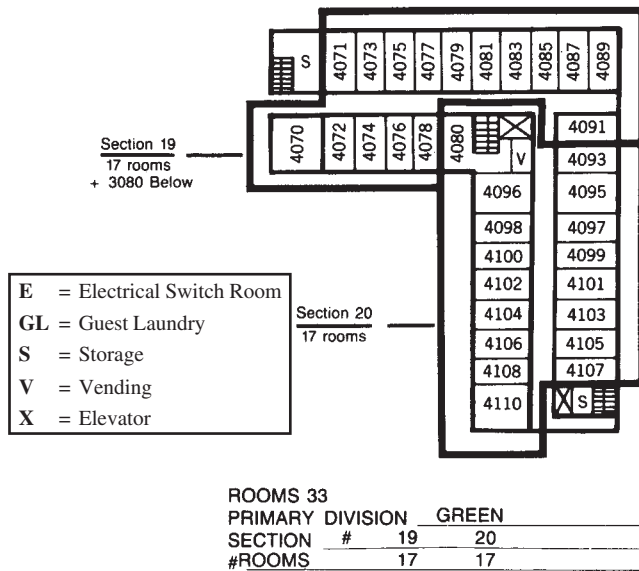 S 4071 4073 4075 4077 4079 4081 4083 4085 4087 4089
4070 4072 4074 4076 4078 4080 V
4091
4093
4095
4097
4099
4101
4103
4105
4107
S
4096
4098
4100
4102
4104
4106
4108
4110
Section 19
17 rooms
+ 3080 Below
Section 20
17 rooms
E = Electrical Switch Room
GL = Guest Laundry
S = Storage
V = Vending
X = Elevator
ROOMS 33
PRIMARY DIVISION GREEN
SECTION # 19 20
#ROOMS 17 17